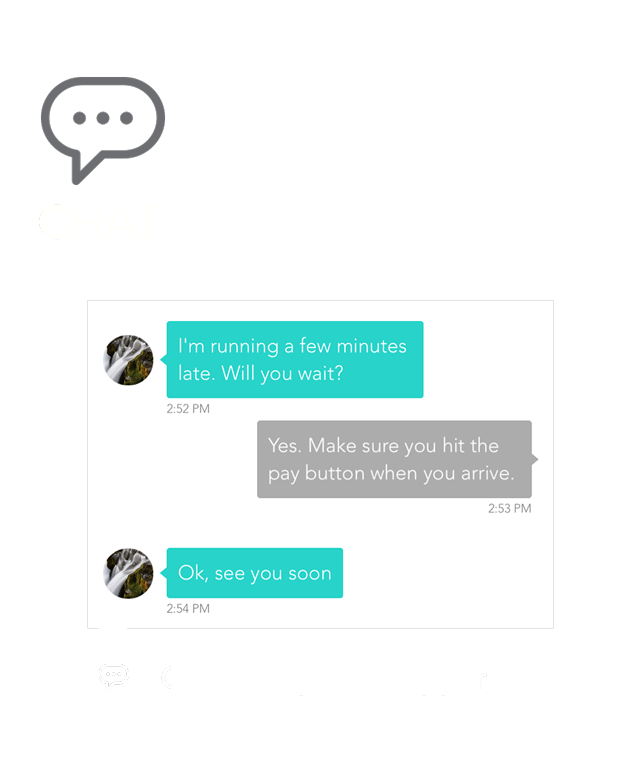 I'm running a few minutes
late. Will you wait?
2:52 PM
Yes. Make sure you hit the
pay button when you arrive.
2:53 PM
Ok, see you soon
2:54 PM